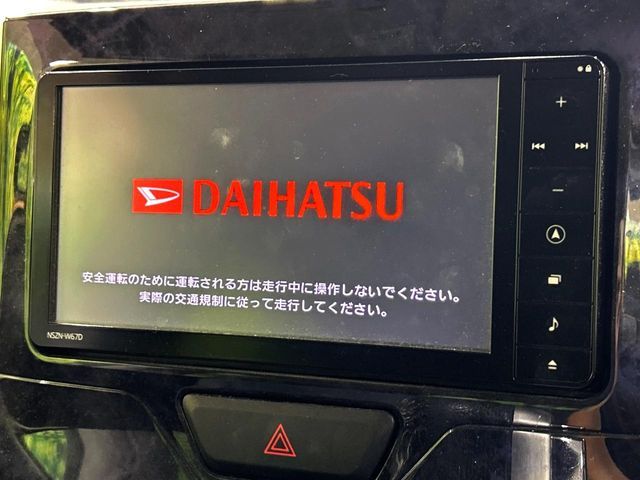 DAIHATSU
安全運転のために運転される方は走行中に操作しないでください。
実際の交通規制に従って走行してください。
NSZN-W67D